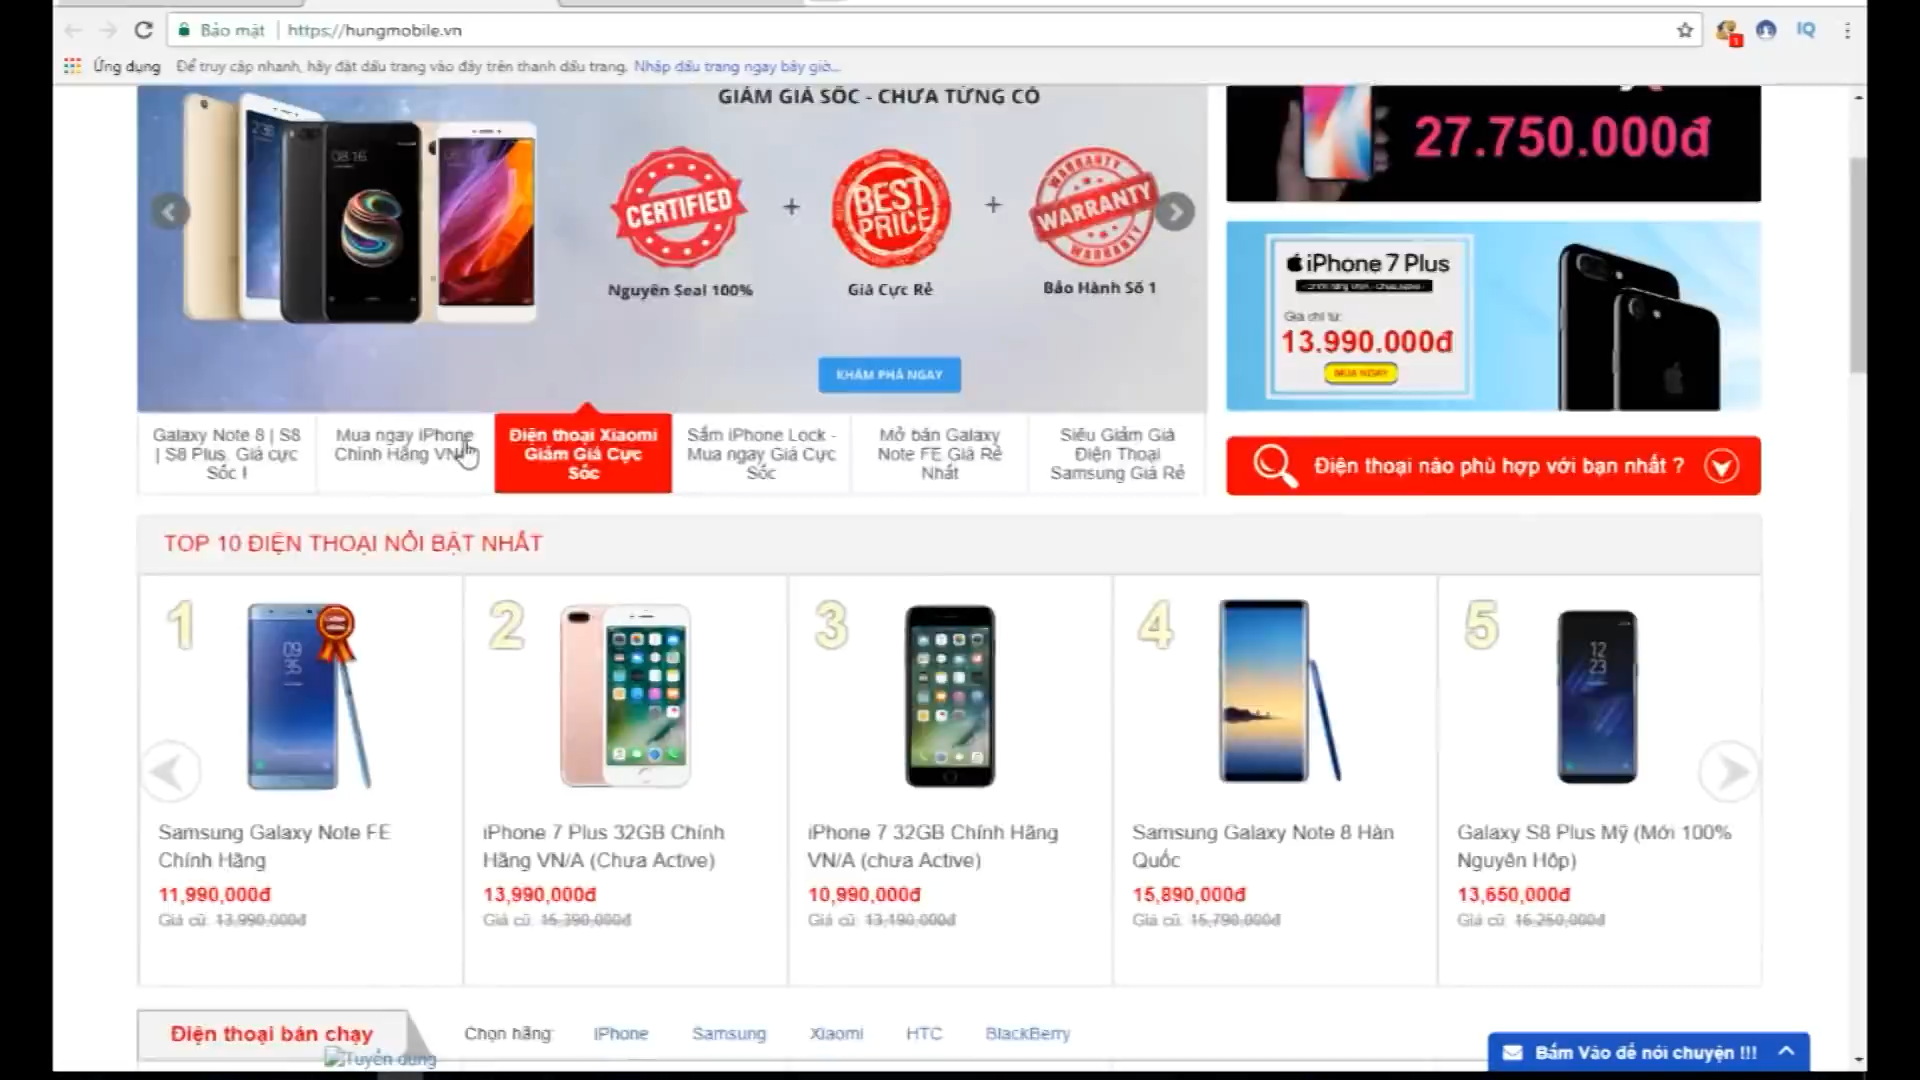 Bảo mật | https://hungmobile.vn
Ứng dụng Để truy cập nhanh, hãy đặt dấu trang vào đây trên thanh dấu trang. Nhập dấu trang ngay bây giờ...
GIẢM GIÁ SỐC - CHƯA TỪNG CÓ
27.750.000đ
CERTIFIED
+
BEST
PRICE
+
WARRANTY
WARRANTY
WARRANTY
Nguyên Seal 100%
Giá Cực Rẻ
Bảo Hành Số 1
KHÁM PHÁ NGAY
iPhone 7 Plus
Giá chỉ từ:
13.990.000đ
MUA NGAY
Galaxy Note 8 | S8
| S8 Plus. Giá cực
Sốc !
Mua ngay iPhone
Chính Hãng
Điện thoại Xiaomi
Giảm Giá Cực
Sốc
Sắm iPhone Lock -
Mua ngay Giá Cực
Sốc
Mở bán Galaxy
Note FE Giá Rẻ
Nhất
Siêu Giảm Giá
Điện Thoại
Samsung Giá Rẻ
Điện thoại nào phù hợp với bạn nhất ?
TOP 10 ĐIỆN THOẠI NỔI BẬT NHẤT
1
2
3
4
5
Samsung Galaxy Note FE
Chính Hãng
11,990,000đ
Giá cũ: 13,990,000đ
iPhone 7 Plus 32GB Chính
Hãng VN/A (Chưa Active)
13,990,000đ
Giá cũ: 15,390,000đ
iPhone 7 32GB Chính Hãng
VN/A (chưa Active)
10,990,000đ
Giá cũ: 13,190,000đ
Samsung Galaxy Note 8 Hàn
Quốc
15,890,000đ
Giá cũ: 15,790,000đ
Galaxy S8 Plus Mỹ (Mới 100%
Nguyên Hộp)
13,650,000đ
Giá cũ: 16,250,000đ
Điện thoại bán chạy
Chọn hãng: iPhone Samsung Xiaomi HTC BlackBerry
Tuyển dụng
Bấm Vào để nói chuyện !!!